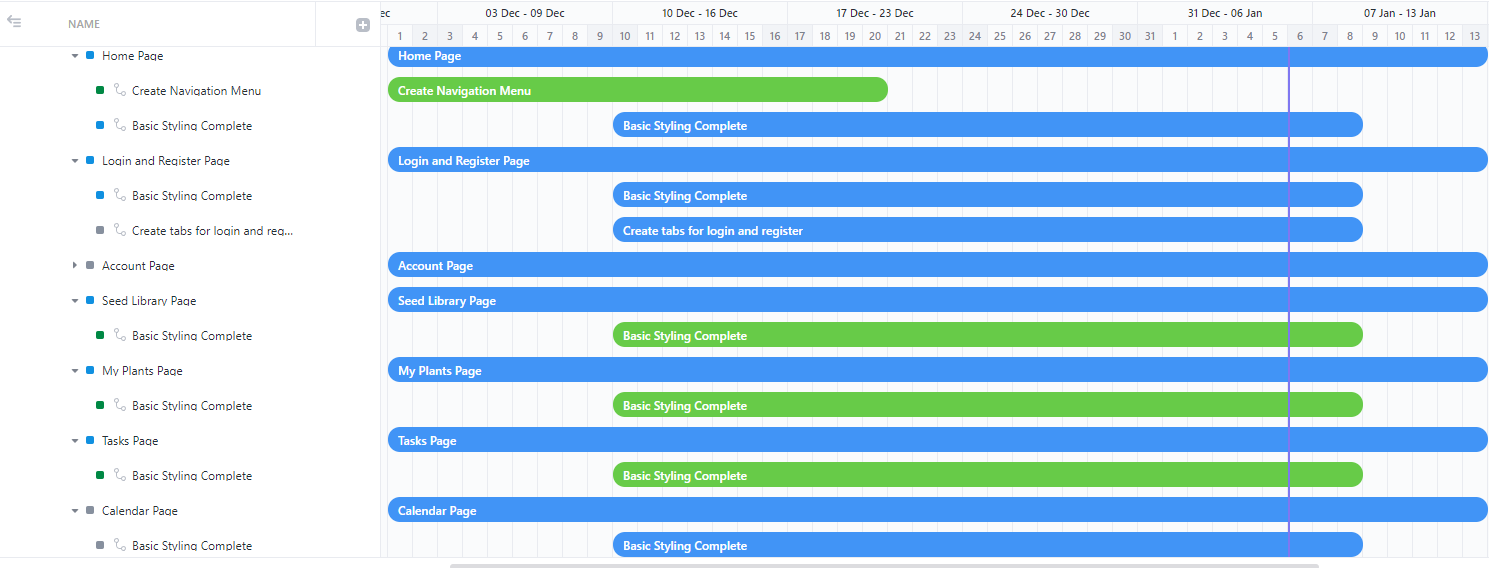 NAME
ec 03 Dec - 09 Dec 10 Dec - 16 Dec 17 Dec - 23 Dec 24 Dec - 30 Dec 31 Dec - 06 Jan 07 Jan - 13 Jan
1 2 3 4 5 6 7 8 9 10 11 12 13 14 15 16 17 18 19 20 21 22 23 24 25 26 27 28 29 30 31 1 2 3 4 5 6 7 8 9 10 11 12 13
Home Page Home Page
Create Navigation Menu Create Navigation Menu
Basic Styling Complete Basic Styling Complete
Login and Register Page Login and Register Page
Basic Styling Complete Basic Styling Complete
Create tabs for login and reg... Create tabs for login and register
Account Page Account Page
Seed Library Page Seed Library Page
Basic Styling Complete Basic Styling Complete
My Plants Page My Plants Page
Basic Styling Complete Basic Styling Complete
Tasks Page Tasks Page
Basic Styling Complete Basic Styling Complete
Calendar Page Calendar Page
Basic Styling Complete Basic Styling Complete